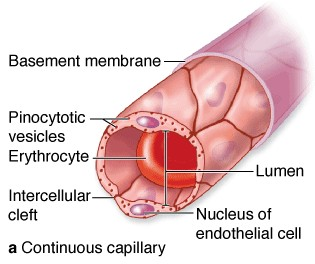 Basement membrane
Pinocytotic
vesicles
Erythrocyte
Lumen
Intercellular
cleft
Nucleus of
endothelial cell
a Continuous capillary